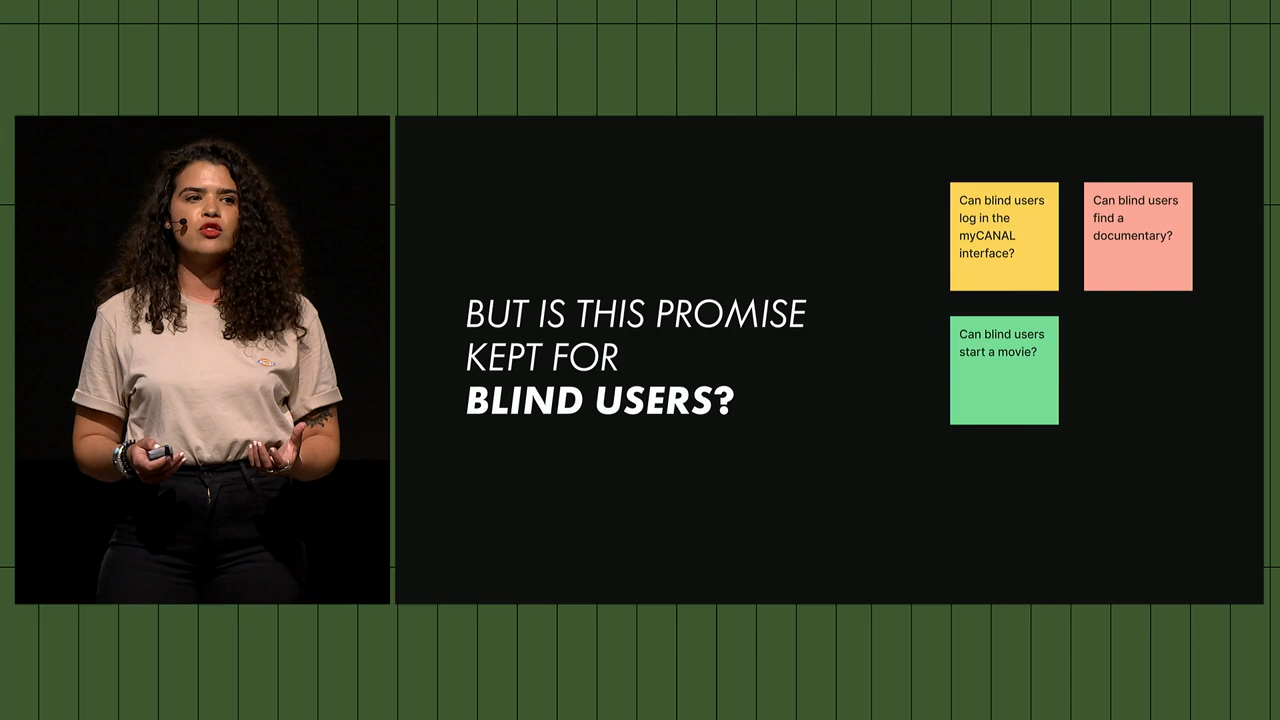 BUT IS THIS PROMISE
KEPT FOR
BLIND USERS?
Can blind users
log in the
myCANAL
interface?
Can blind users
find a
documentary?
Can blind users
start a movie?